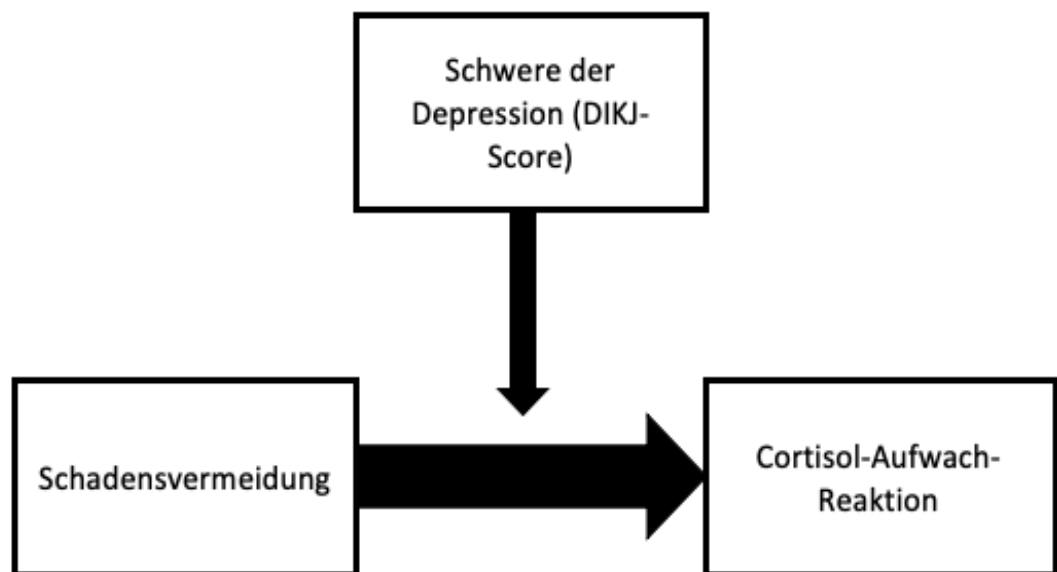 Schwere der
Depression (DIKJ-
Score)
Schadensvermeidung
Cortisol-Aufwach-
Reaktion